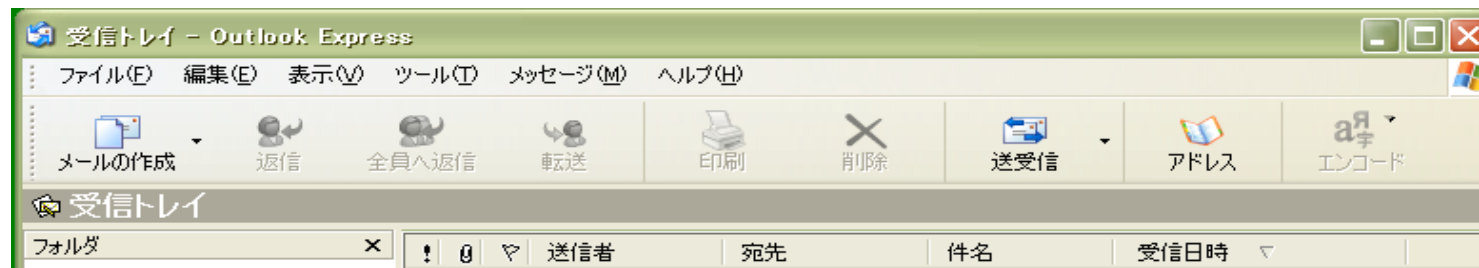 受信トレイ - Outlook Express
ファイル(F) 編集(E) 表示(V) ツール(T) メッセージ(M) ヘルプ(H)
メールの作成 返信 全員へ返信 転送 印刷 削除 送受信 アドレス エンコード
受信トレイ
フォルダ 送信者 宛先 件名 受信日時